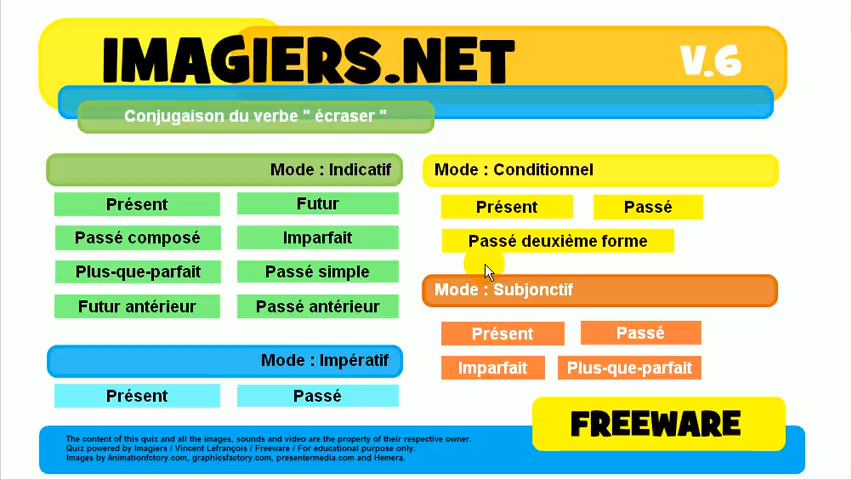 IMAGIERS.NET
V.6
Conjugaison du verbe " écraser "
Mode : Indicatif
Présent
Futur
Passé composé
Imparfait
Plus-que-parfait
Passé simple
Futur antérieur
Passé antérieur
Mode : Impératif
Présent
Passé
Mode : Conditionnel
Présent
Passé
Passé deuxième forme
Mode : Subjonctif
Présent
Passé
Imparfait
Plus-que-parfait
FREEWARE
The content of this quiz and all the images, sounds and video are the property of their respective owner.
Quiz powered by Imagiers / Vincent Lefrançois / Freeware / For educational purpose only.
Images by Animationfctory.com, graphicsfactory.com, presentermedia.com and Hemera.